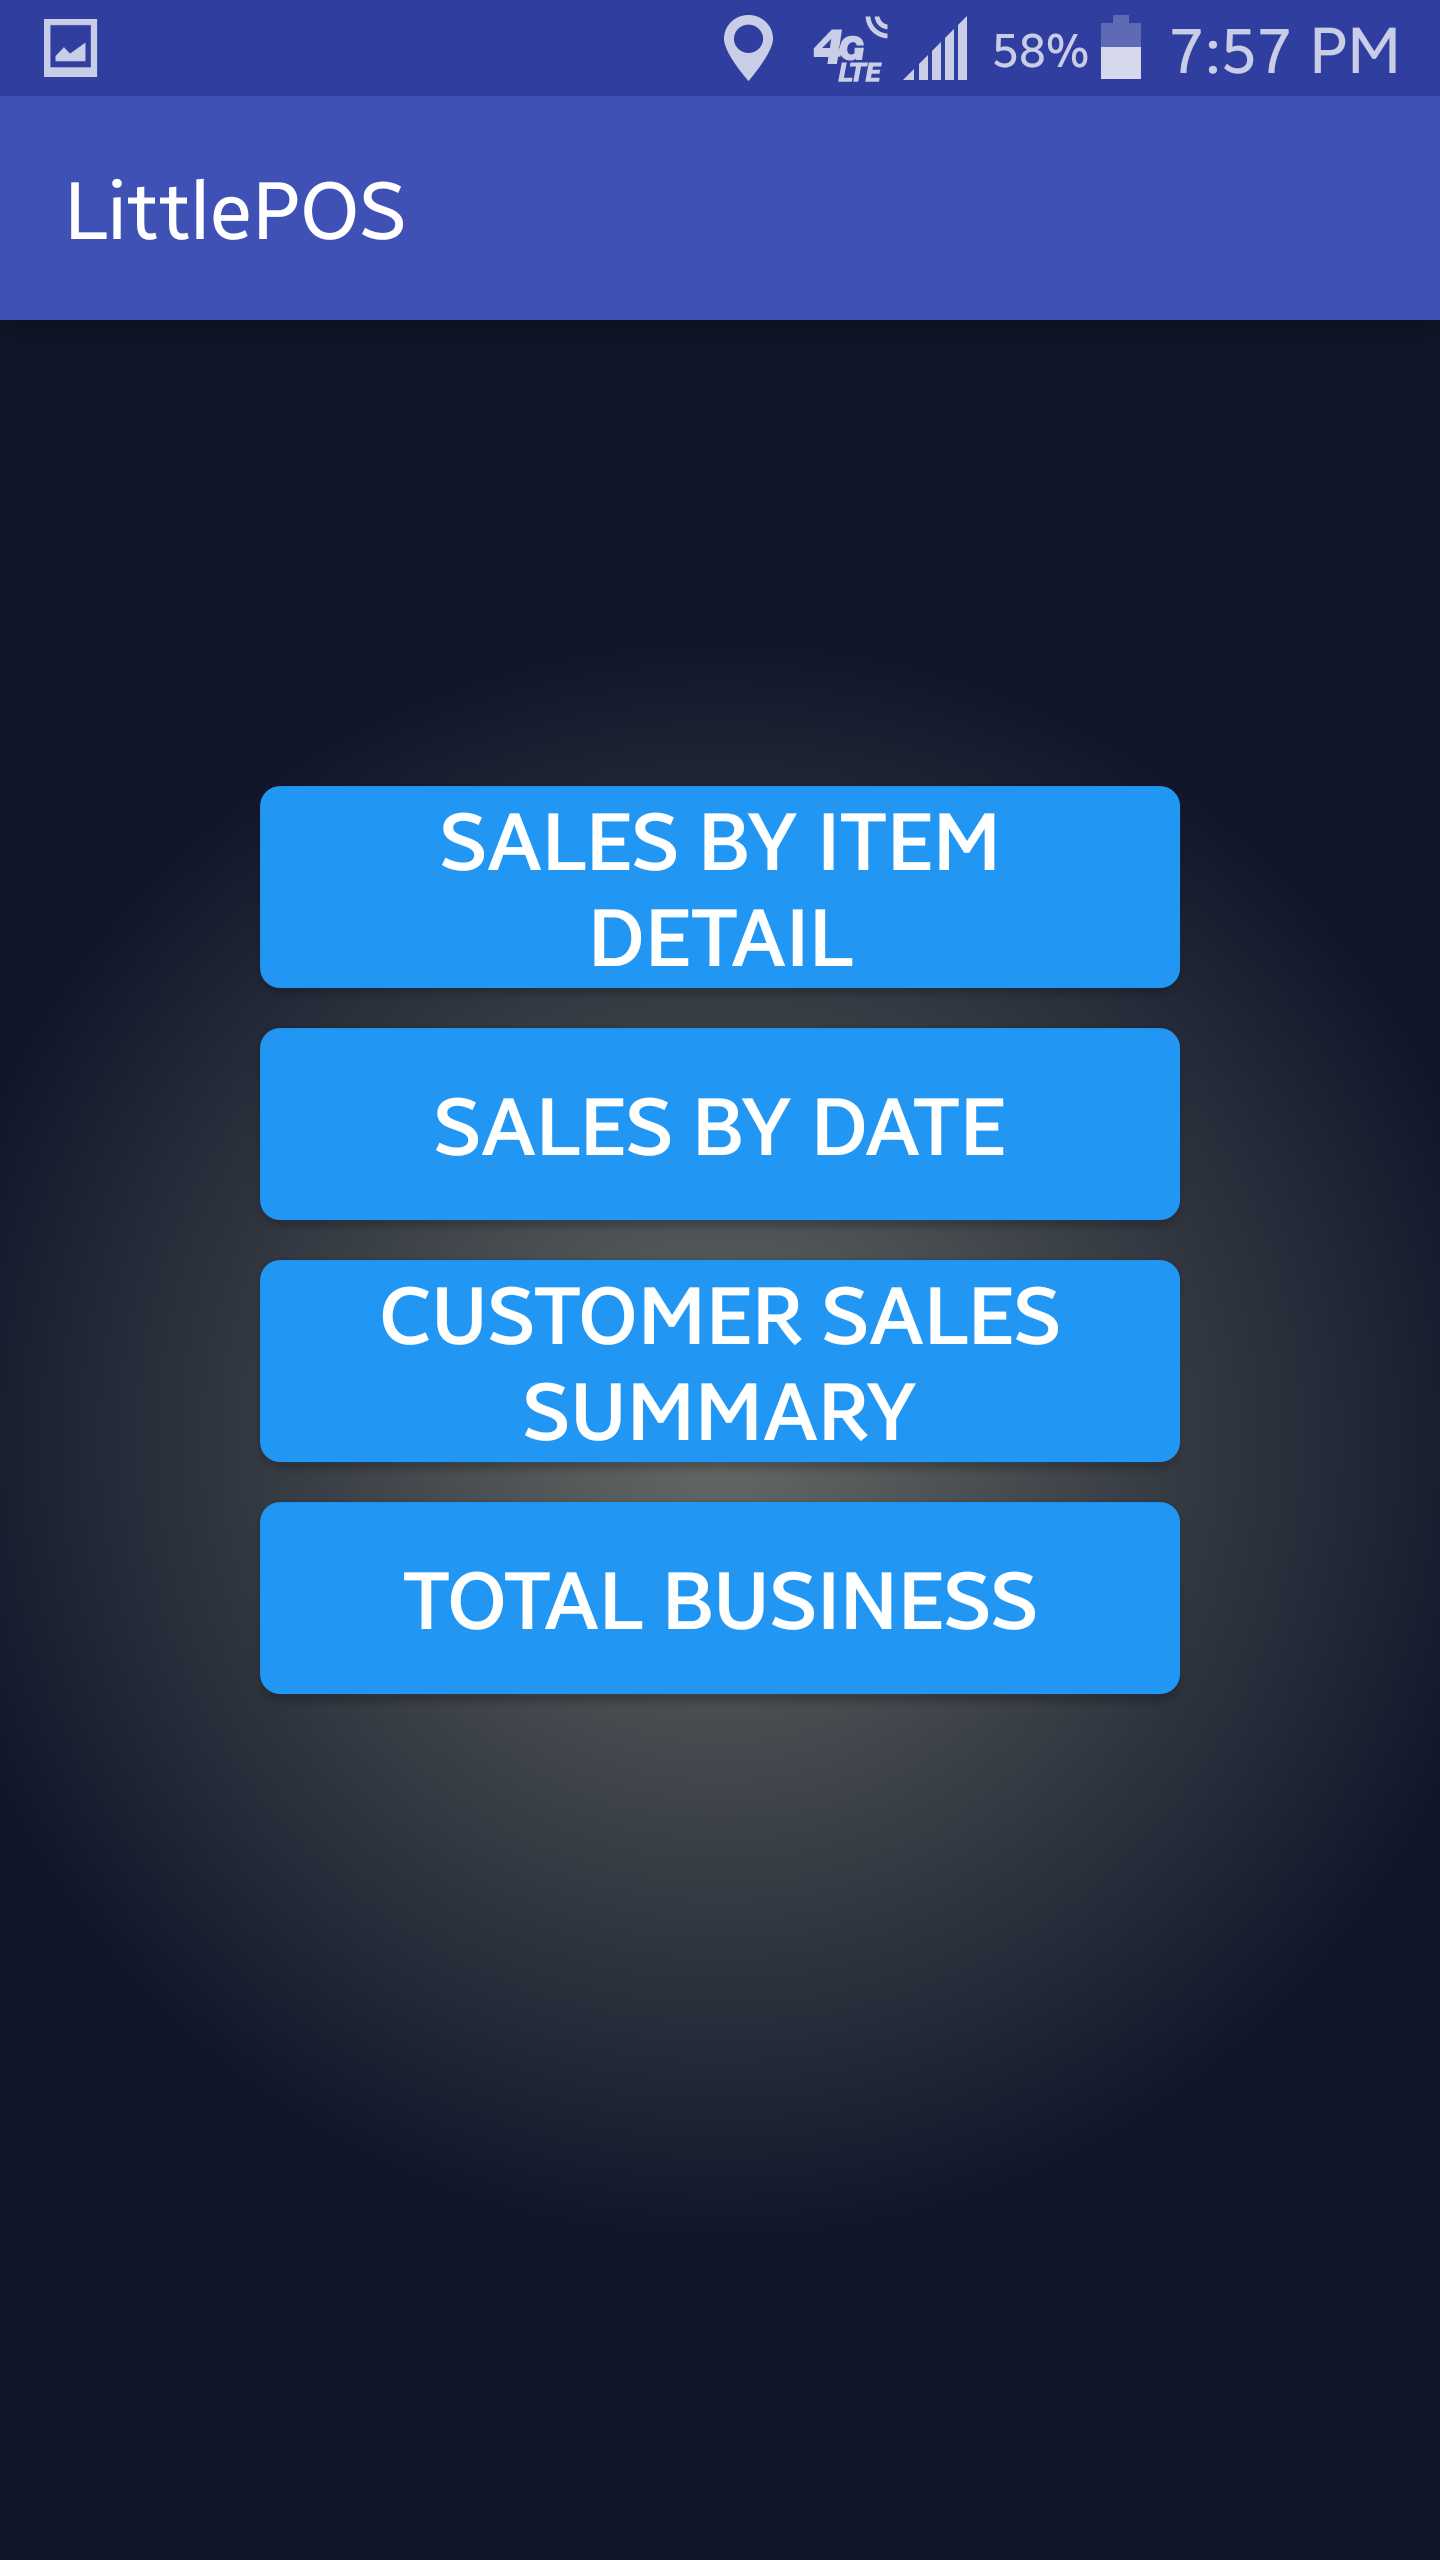 4G LTE 58% 7:57 PM
LittlePOS
SALES BY ITEM
DETAIL
SALES BY DATE
CUSTOMER SALES
SUMMARY
TOTAL BUSINESS